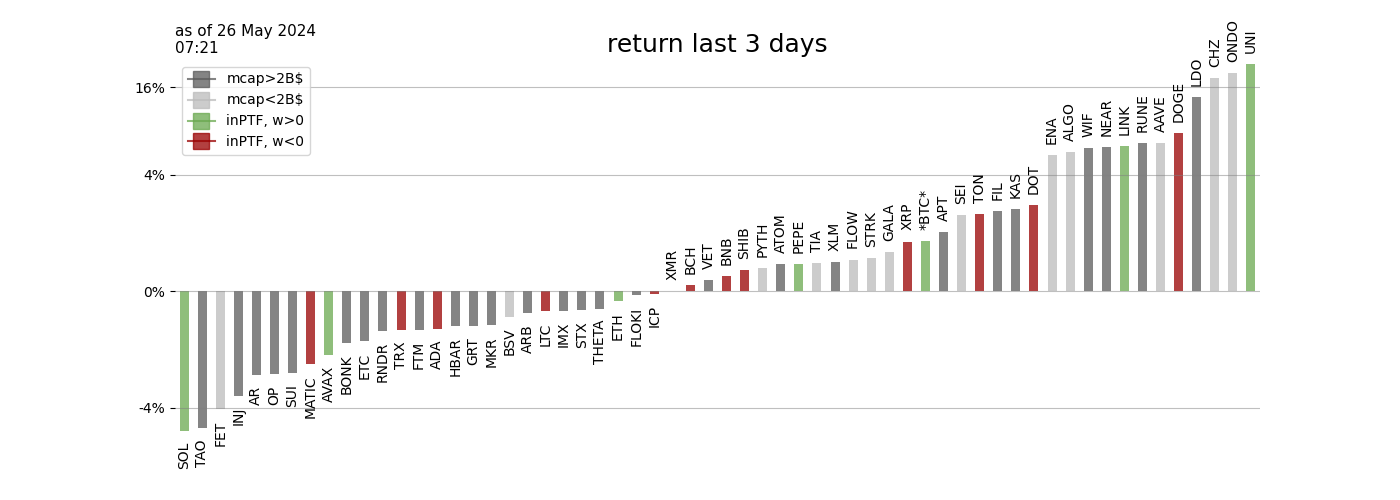 as of 26 May 2024
07:21
return last 3 days
mcap>2B$
mcap<2B$
inPTF, w>0
inPTF, w<0
16%
4%
0%
-4%
SOL
TAO
FET
INJ
AR
OP
SUI
MATIC
AVAX
BONK
ETC
RNDR
TRX
FTM
ADA
HBAR
GRT
MKR
BSV
ARB
LTC
IMX
STX
THETA
ETH
FLOKI
ICP
XMR
BCH
VET
BNB
SHIB
PYTH
ATOM
PEPE
TIA
XLM
FLOW
STRK
GALA
XRP
*BTC*
APT
SEI
TON
FIL
KAS
DOT
ENA
ALGO
WIF
NEAR
LINK
RUNE
AAVE
DOGE
LDO
CHZ
ONDO
UNI